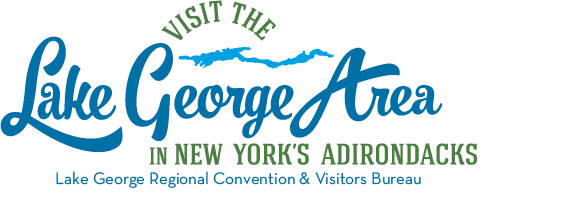 VISIT THE
Lake George Area
IN NEW YORK'S ADIRONDACKS
Lake George Regional Convention & Visitors Bureau